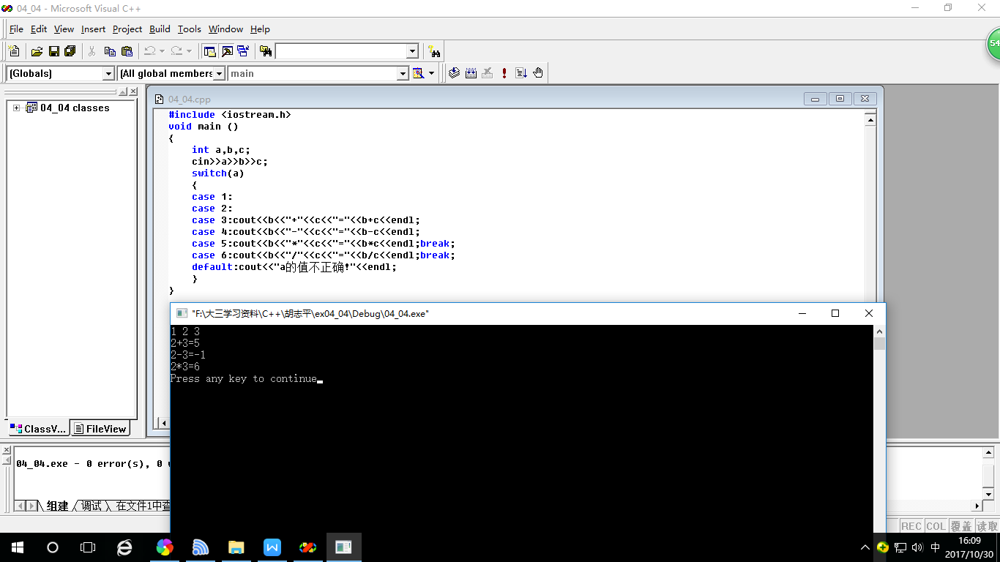 04_04 - Microsoft Visual C++
File Edit View Insert Project Build Tools Window Help
(Globals) (All global members main
54
04_04 classes
04_04.cpp
#include <iostream.h>
void main ()
{
int a,b,c;
cin>>a>>b>>c;
switch(a)
{
case 1:
case 2:
case 3:cout<<b<<"+"<<c<<"="<<b+c<<endl;
case 4:cout<<b<<"-"<<c<<"="<<b-c<<endl;
case 5:cout<<b<<"*"<<c<<"="<<b*c<<endl;break;
case 6:cout<<b<<"/"<<c<<"="<<b/c<<endl;break;
default:cout<<"a的值不正确!"<<endl;
}
}
"F:\大三学习资料\C++\胡志平\ex04_04\Debug\04_04.exe"
1 2 3
2+3=5
2-3=-1
2*3=6
Press any key to continue
ClassV... FileView
04_04.exe - 0 error(s), 0
组建 调试 在文件1中查
REC COL 覆盖 读取
中
16:09
2017/10/30